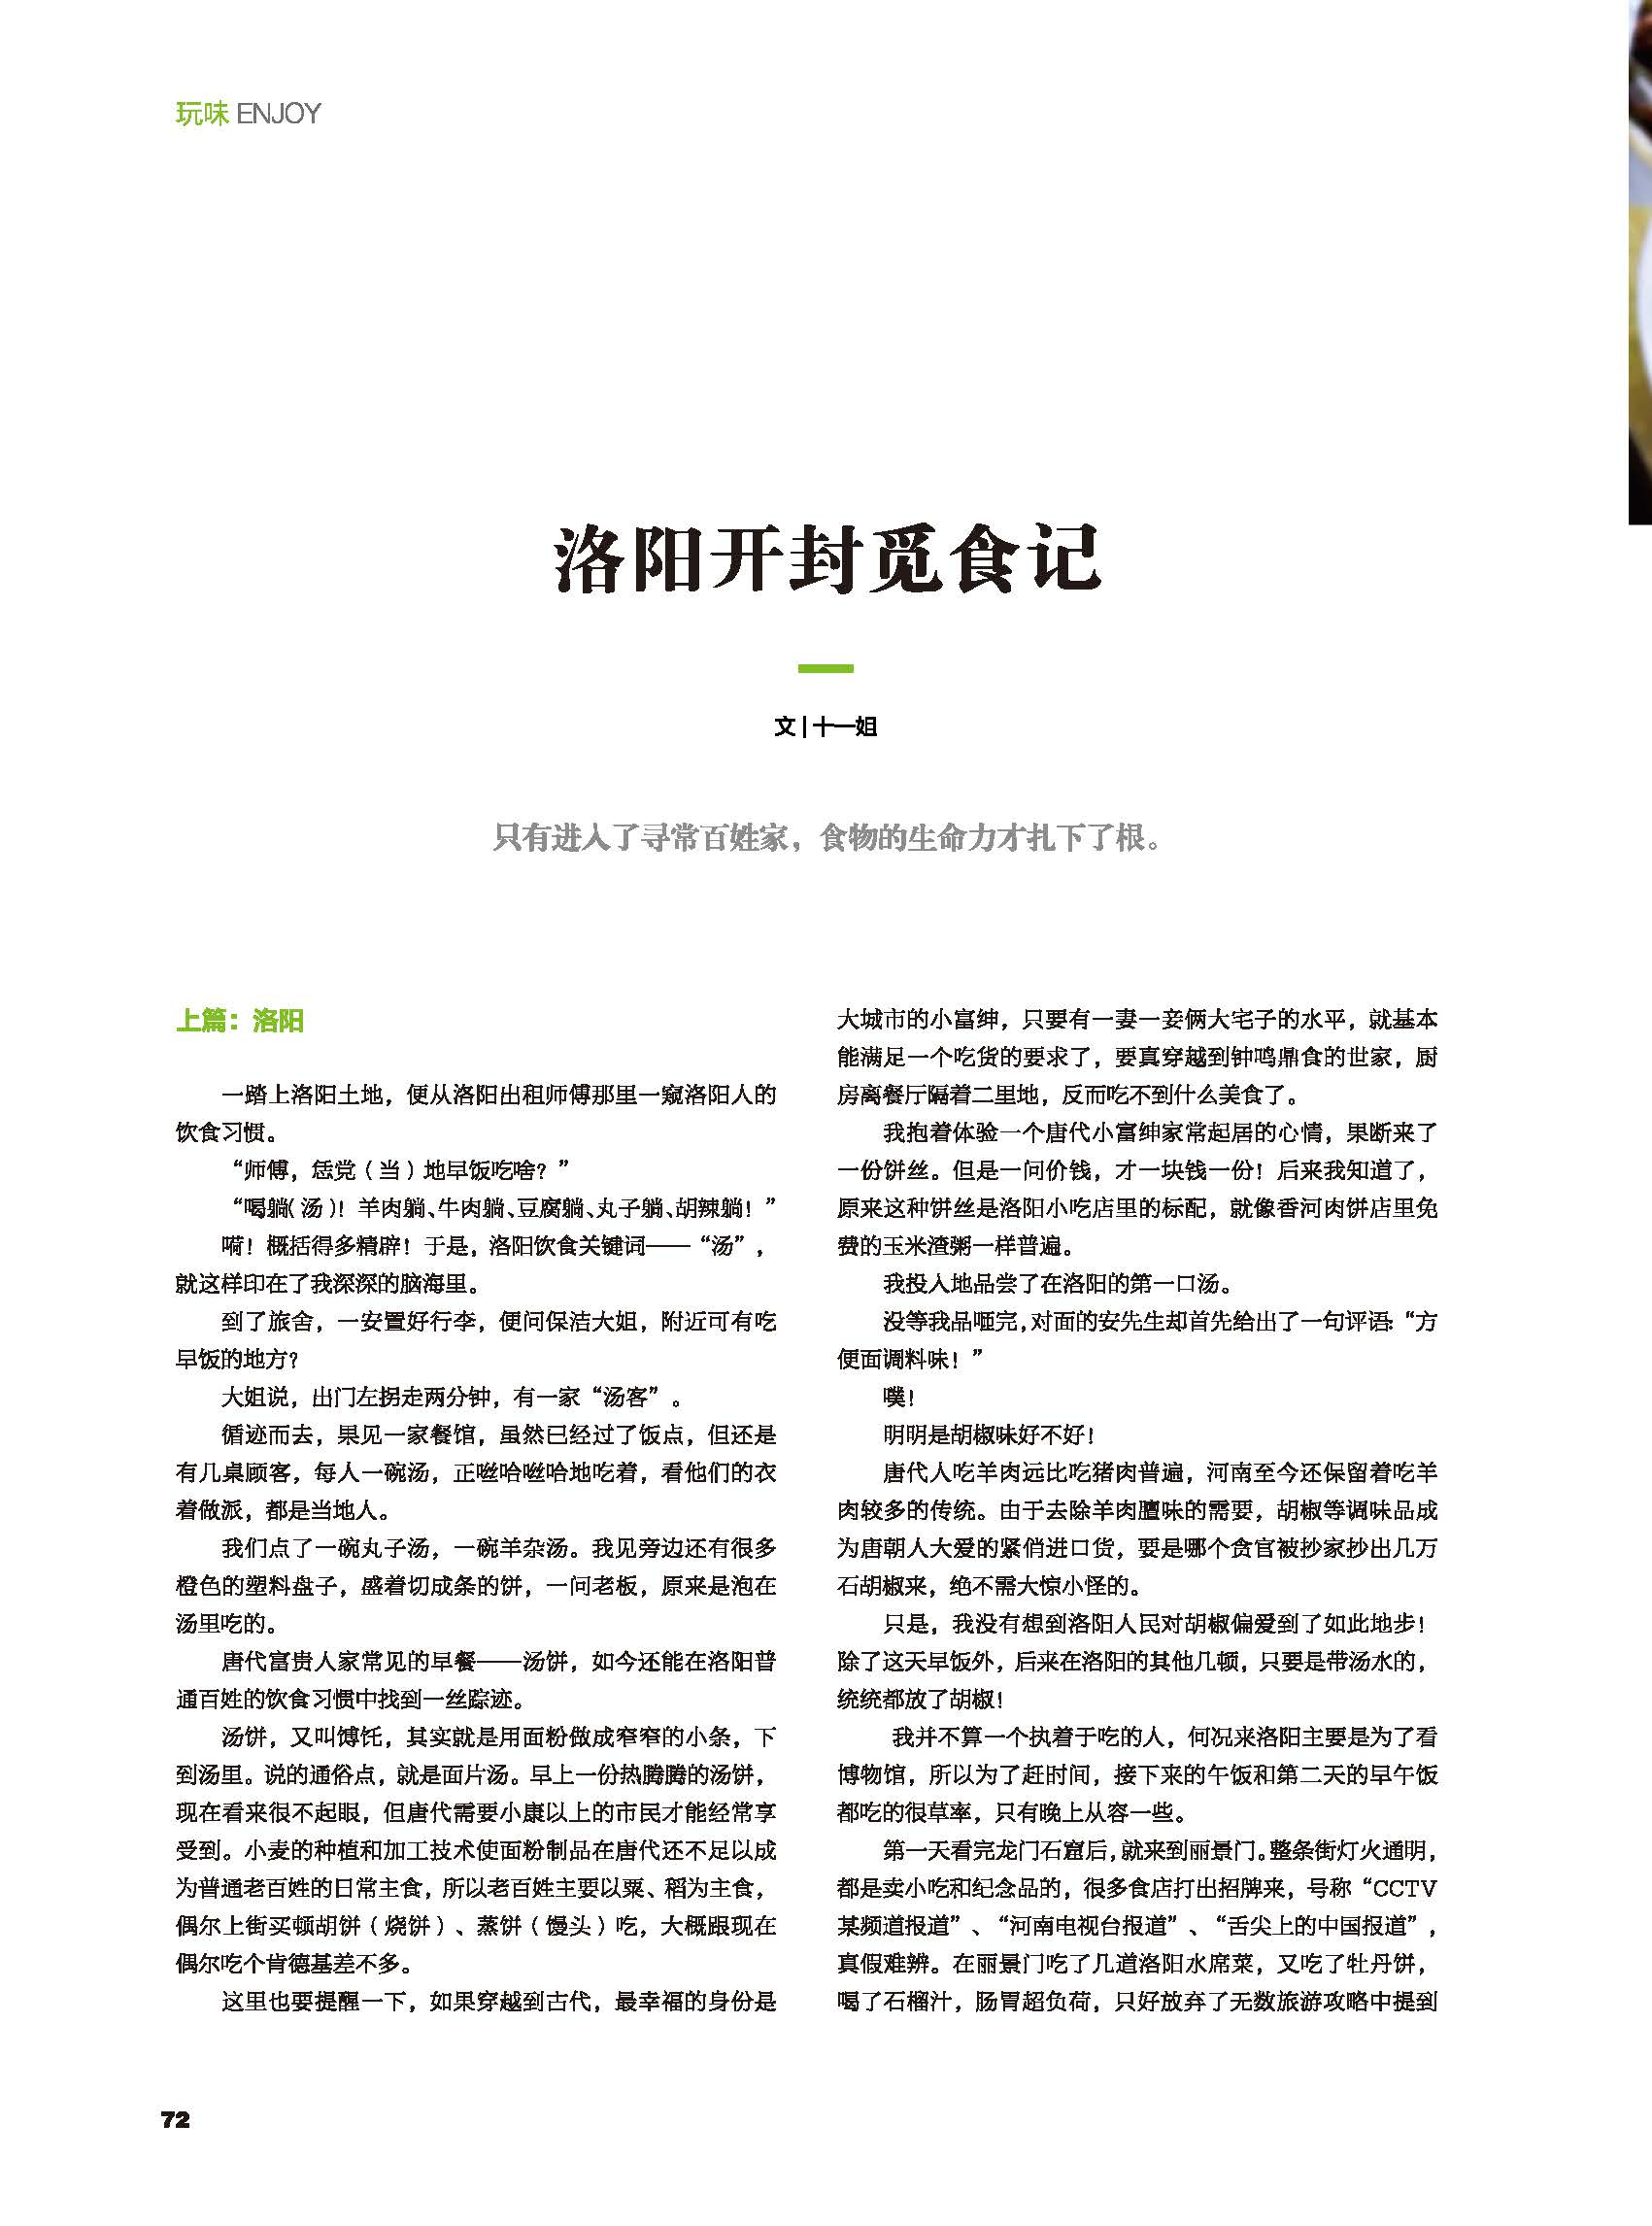 玩味 ENJOY
洛阳开封觅食记
文 | 十一姐
只有进入了寻常百姓家，食物的生命力才扎下了根。
上篇：洛阳
一踏上洛阳土地，便从洛阳出租师傅那里一窥洛阳人的
饮食习惯。
“师傅，恁党（当）地早饭吃啥？”
“喝躺（汤）！羊肉躺、牛肉躺、豆腐躺、丸子躺、胡辣躺！”
嗬！概括得多精辟！于是，洛阳饮食关键词——“汤”，
就这样印在了我深深的脑海里。
到了旅舍，一安置好行李，便问保洁大姐，附近可有吃
早饭的地方？
大姐说，出门左拐走两分钟，有一家“汤客”。
循迹而去，果见一家餐馆，虽然已经过了饭点，但还是
有几桌顾客，每人一碗汤，正咝哈咝哈地吃着，看他们的衣
着做派，都是当地人。
我们点了一碗丸子汤，一碗羊杂汤。我见旁边还有很多
橙色的塑料盘子，盛着切成条的饼，一问老板，原来是泡在
汤里吃的。
唐代富贵人家常见的早餐——汤饼，如今还能在洛阳普
通百姓的饮食习惯中找到一丝踪迹。
汤饼，又叫馎饦，其实就是用面粉做成窄窄的小条，下
到汤里。说的通俗点，就是面片汤。早上一份热腾腾的汤饼，
现在看来很不起眼，但唐代需要小康以上的市民才能经常享
受到。小麦的种植和加工技术使面粉制品在唐代还不足以成
为普通老百姓的日常主食，所以老百姓主要以粟、稻为主食，
偶尔上街买顿胡饼（烧饼）、蒸饼（馒头）吃，大概跟现在
偶尔吃个肯德基差不多。
这里也要提醒一下，如果穿越到古代，最幸福的身份是
大城市的小富绅，只要有一妻一妾俩大宅子的水平，就基本
能满足一个吃货的要求了，要真穿越到钟鸣鼎食的世家，厨
房离餐厅隔着二里地，反而吃不到什么美食了。
我抱着体验一个唐代小富绅家常起居的心情，果断来了
一份饼丝。但是一问价钱，才一块钱一份！后来我知道了，
原来这种饼丝是洛阳小吃店里的标配，就像香河肉饼店里免
费的玉米渣粥一样普遍。
我投入地品尝了在洛阳的第一口汤。
没等我品咂完，对面的安先生却首先给出了一句评语：“方
便面调料味！”
噗！
明明是胡椒味好不好！
唐代人吃羊肉远比吃猪肉普遍，河南至今还保留着吃羊
肉较多的传统。由于去除羊肉膻味的需要，胡椒等调味品成
为唐朝人大爱的紧俏进口货，要是哪个贪官被抄家抄出几万
石胡椒来，绝不需大惊小怪的。
只是，我没有想到洛阳人民对胡椒偏爱到了如此地步！
除了这天早饭外，后来在洛阳的其他几顿，只要是带汤水的，
统统都放了胡椒！
我并不算一个执着于吃的人，何况来洛阳主要是为了看
博物馆，所以为了赶时间，接下来的午饭和第二天的早午饭
都吃的很草率，只有晚上从容一些。
第一天看完龙门石窟后，就来到丽景门。整条街灯火通明，
都是卖小吃和纪念品的，很多食店打出招牌来，号称“CCTV
某频道报道”、“河南电视台报道”、“舌尖上的中国报道”，
真假难辨。在丽景门吃了几道洛阳水席菜，又吃了牡丹饼，
喝了石榴汁，肠胃超负荷，只好放弃了无数旅游攻略中提到
72